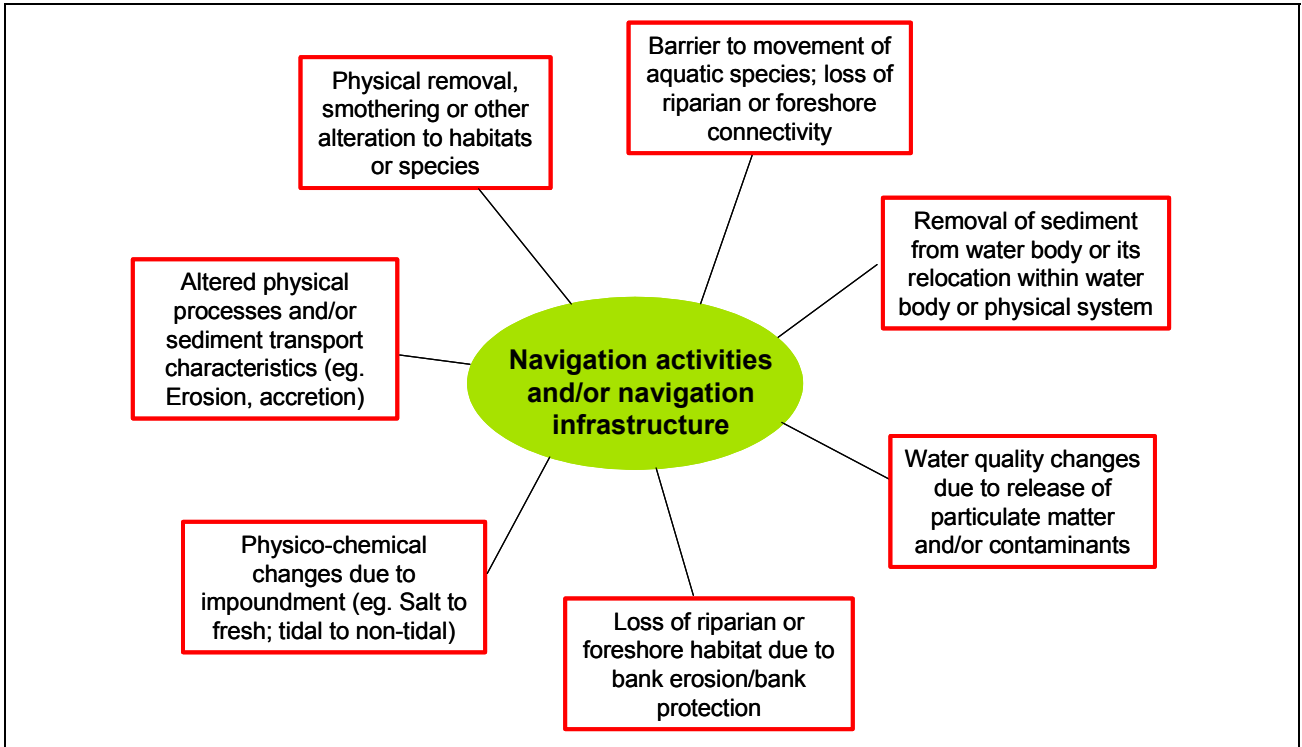 Barrier to movement of
aquatic species; loss of
riparian or foreshore
connectivity
Physical removal,
smothering or other
alteration to habitats
or species
Removal of sediment
from water body or its
relocation within water
body or physical system
Altered physical
processes and/or
sediment transport
characteristics (eg.
Erosion, accretion)
Navigation activities
and/or navigation
infrastructure
Water quality changes
due to release of
particulate matter
and/or contaminants
Physico-chemical
changes due to
impoundment (eg. Salt to
fresh; tidal to non-tidal)
Loss of riparian or
foreshore habitat due to
bank erosion/bank
protection